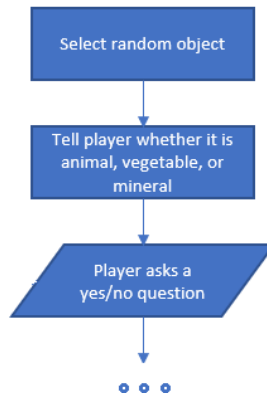 Select random object
Tell player whether it is
animal, vegetable, or
mineral
Player asks a
yes/no question